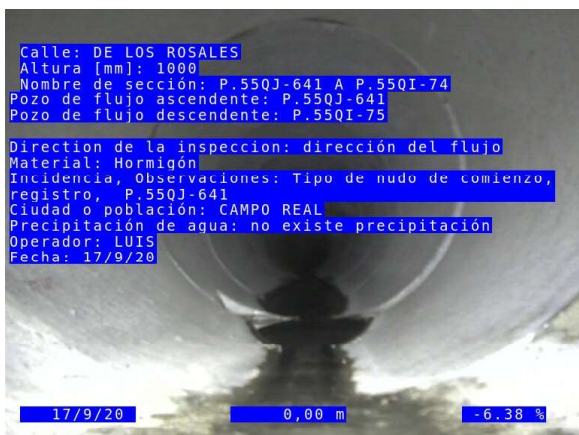 Calle: DE LOS ROSALES
Altura [mm]: 1000
Nombre de sección: P.55QJ-641 A P.55QI-74
Pozo de flujo ascendente: P.55QJ-641
Pozo de flujo descendente: P.55QI-75
Direction de la inspeccion: dirección del flujo
Material: Hormigón
Incidencia, Observaciones: Tipo de nudo de comienzo,
registro, P.55QJ-641
Ciudad o población: CAMPO REAL
Precipitación de agua: no existe precipitación
Operador: LUIS
Fecha: 17/9/20
17/9/20 0,00 m -6.38 %